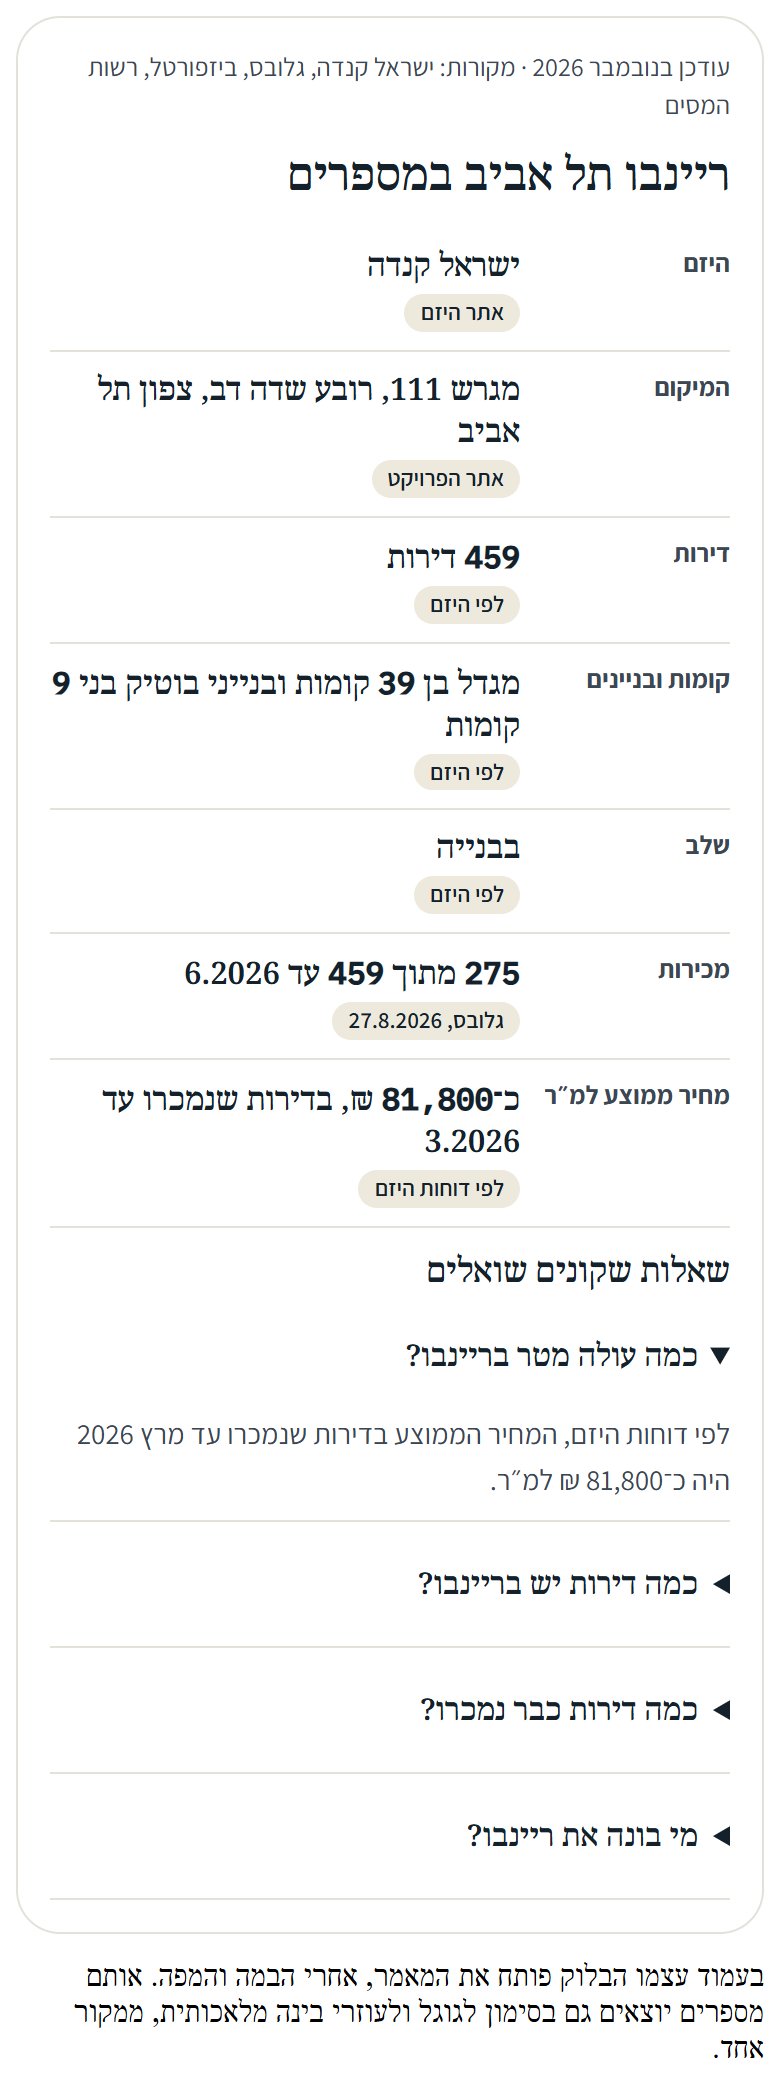 עודכן בנובמבר 2026 · מקורות: ישראל קנדה, גלובס, ביזפורטל, רשות
המסים
ריינבו תל אביב במספרים
היזם
ישראל קנדה
אתר היזם
המיקום
מגרש 111, רובע שדה דב, צפון תל
אביב
אתר הפרויקט
דירות
459 דירות
לפי היזם
קומות ובניינים
מגדל בן 39 קומות ובנייני בוטיק בני 9
קומות
לפי היזם
שלב
בבנייה
לפי היזם
מכירות
275 מתוך 459 עד 6.2026
גלובס, 27.8.2026
מחיר ממוצע למ״ר
כ־81,800 ₪, בדירות שנמכרו עד
3.2026
לפי דוחות היזם
שאלות שקונים שואלים
▼ כמה עולה מטר בריינבו?
לפי דוחות היזם, המחיר הממוצע בדירות שנמכרו עד מרץ 2026
היה כ־81,800 ₪ למ״ר.
◀ כמה דירות יש בריינבו?
◀ כמה דירות כבר נמכרו?
◀ מי בונה את ריינבו?
בעמוד עצמו הבלוק פותח את המאמר, אחרי הבמה והמפה. אותם
מספרים יוצאים גם בסימון לגוגל ולעוזרי בינה מלאכותית, ממקור
אחד.